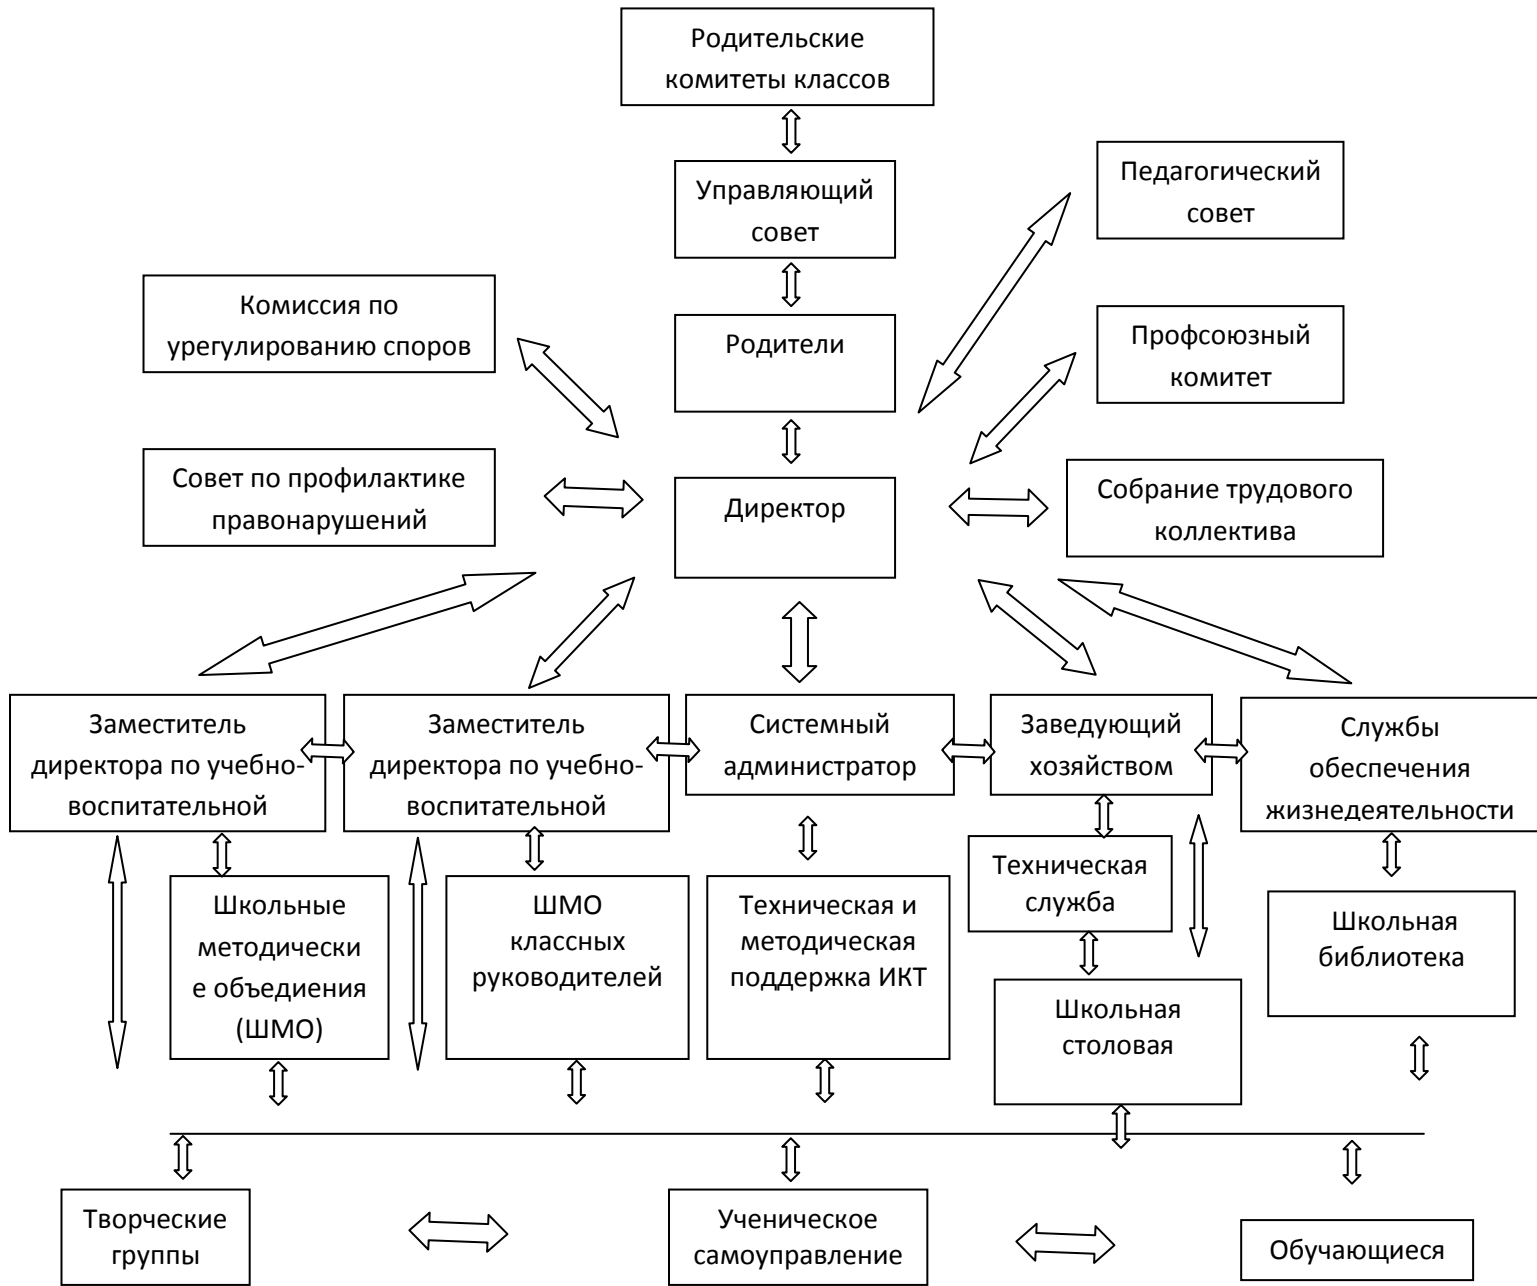 Родительские
комитеты классов
Управляющий
совет
Педагогический
совет
Комиссия по
урегулированию споров
Родители
Профсоюзный
комитет
Совет по профилактике
правонарушений
Директор
Собрание трудового
коллектива
Заместитель
директора по учебно-
воспитательной
Заместитель
директора по учебно-
воспитательной
Системный
администратор
Заведующий
хозяйством
Службы
обеспечения
жизнедеятельности
Школьные
методически
е объедиения
(ШМО)
ШМО
классных
руководителей
Техническая и
методическая
поддержка ИКТ
Техническая
служба
Школьная
столовая
Школьная
библиотека
Творческие
группы
Ученическое
самоуправление
Обучающиеся